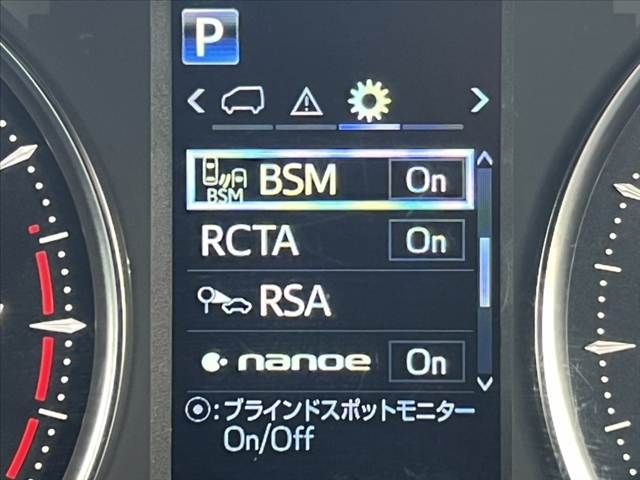 P
BSM BSM On
RCTA On
RSA
nanoe On
⦿:ブラインドスポットモニター
On/Off